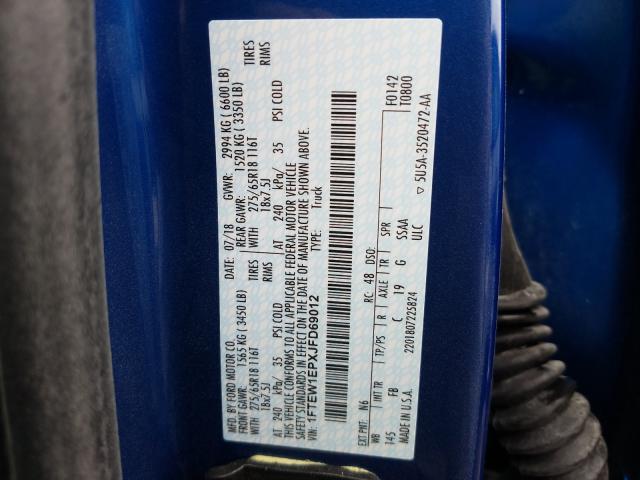 MFD. BY FORD MOTOR CO.
DATE: 07/18 GVWR: 2994 KG ( 6600 LB)
FRONT GAWR: 1565 KG ( 3450 LB) REAR GAWR: 1520 KG ( 3350 LB)
WITH 275/65R18 116T TIRES WITH 275/65R18 116T TIRES
18x7.5J RIMS 18x7.5J RIMS
AT 240 kPa/ 35 PSI COLD AT 240 kPa/ 35 PSI COLD
THIS VEHICLE CONFORMS TO ALL APPLICABLE FEDERAL MOTOR VEHICLE
SAFETY STANDARDS IN EFFECT ON THE DATE OF MANUFACTURE SHOWN ABOVE.
VIN: 1FTEW1EPXJFD69012
TYPE: Truck
F0142
T0800
EXT PNT: N6 RC: 48 DSO:
WB INT TR TP/PS R AXLE TR SPR
145 FB C 19 G SSAA
ULC
MADE IN U.S.A. 2201807225824
▽ 5U5A-3520472-AA